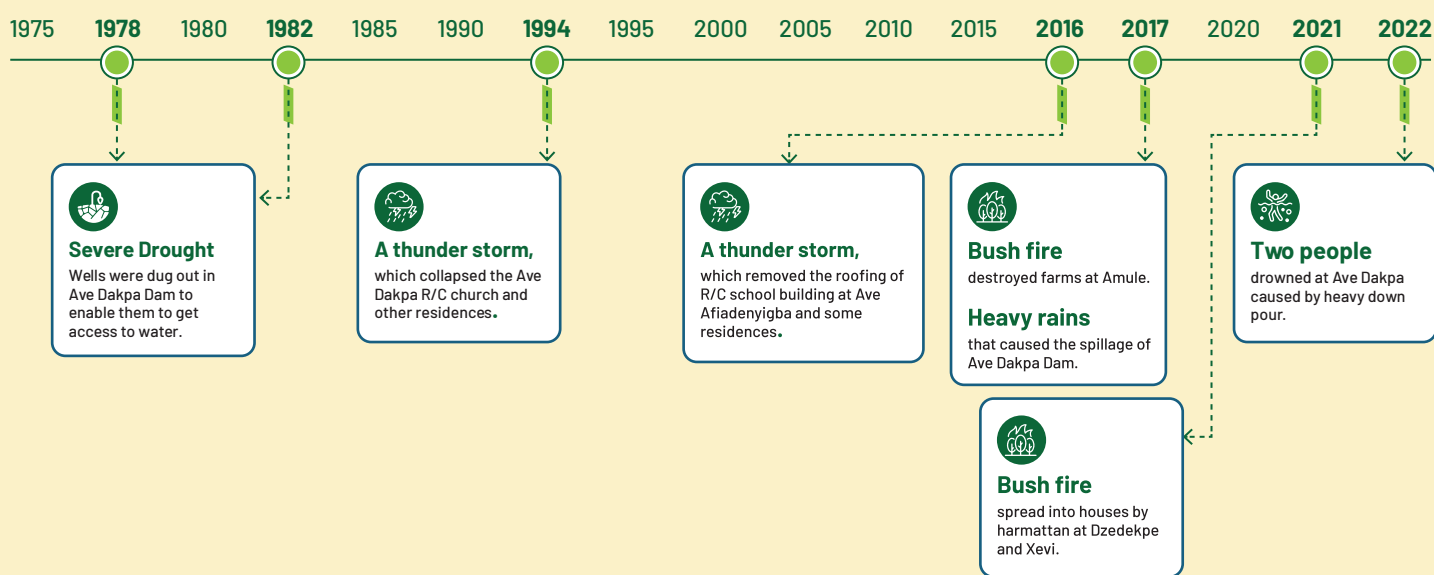 1975 1978 1980 1982 1985 1990 1994 1995 2000 2005 2010 2015 2016 2017 2020 2021 2022
Severe Drought
Wells were dug out in
Ave Dakpa Dam to
enable them to get
access to water.
A thunder storm,
which collapsed the Ave
Dakpa R/C church and
other residences.
A thunder storm,
which removed the roofing of
R/C school building at Ave
Afiadenyigba and some
residences.
Bush fire
destroyed farms at Amule.
Heavy rains
that caused the spillage of
Ave Dakpa Dam.
Bush fire
spread into houses by
harmattan at Dzedekpe
and Xevi.
Two people
drowned at Ave Dakpa
caused by heavy down
pour.